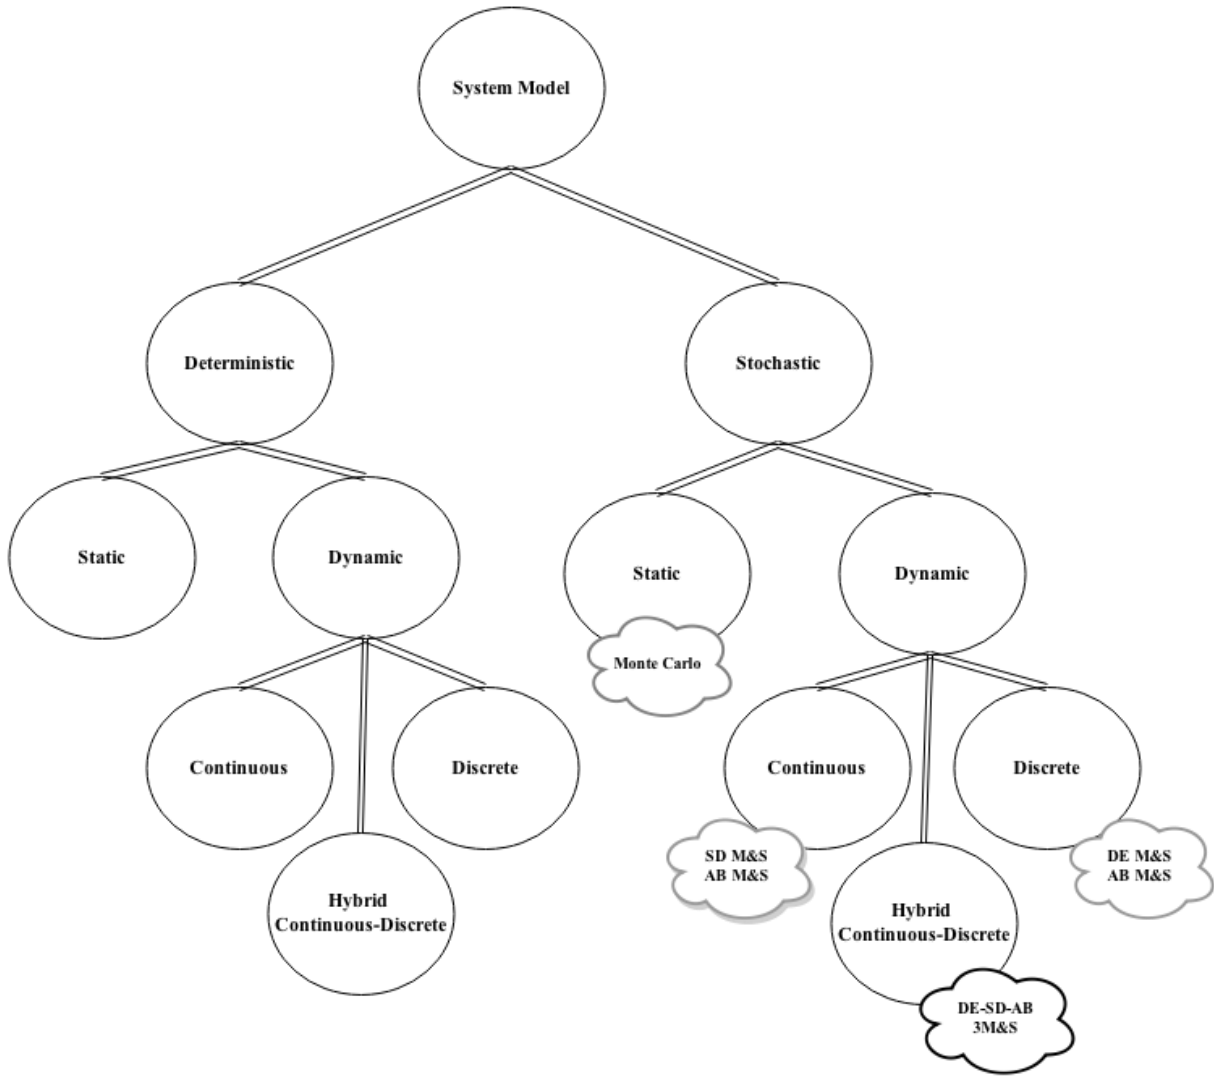 System Model
Deterministic
Stochastic
Static
Dynamic
Static
Dynamic
Monte Carlo
Continuous
Discrete
Continuous
Discrete
SD M&S
AB M&S
DE M&S
AB M&S
Hybrid
Continuous-Discrete
Hybrid
Continuous-Discrete
DE-SD-AB
3M&S